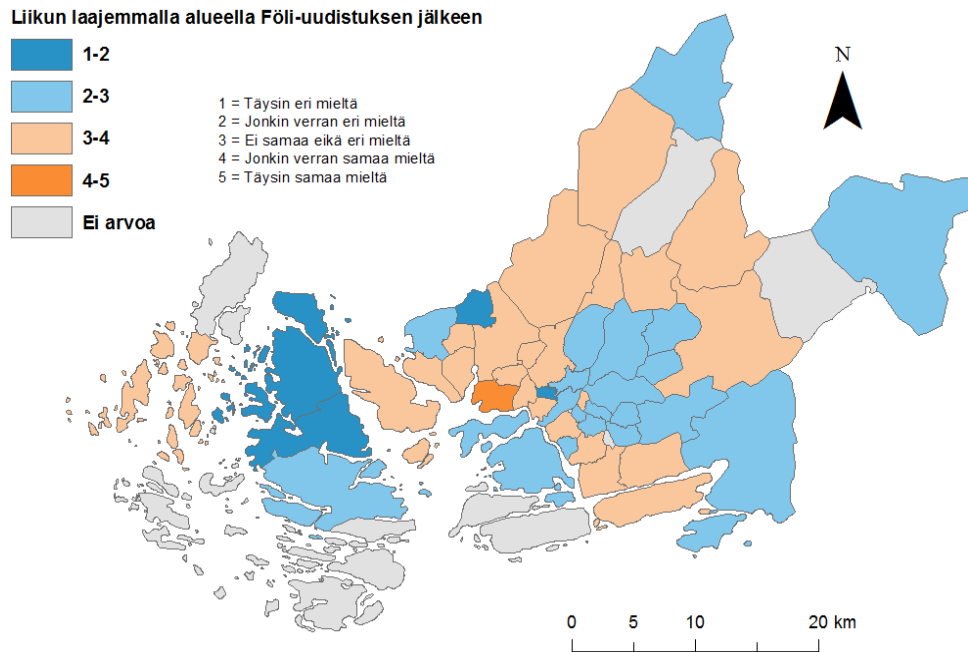 Liikun laajemmalla alueella Föli-uudistuksen jälkeen
1-2
2-3
3-4
4-5
Ei arvoa
1 = Täysin eri mieltä
2 = Jonkin verran eri mieltä
3 = Ei samaa eikä eri mieltä
4 = Jonkin verran samaa mieltä
5 = Täysin samaa mieltä
N
0 5 10 20 km